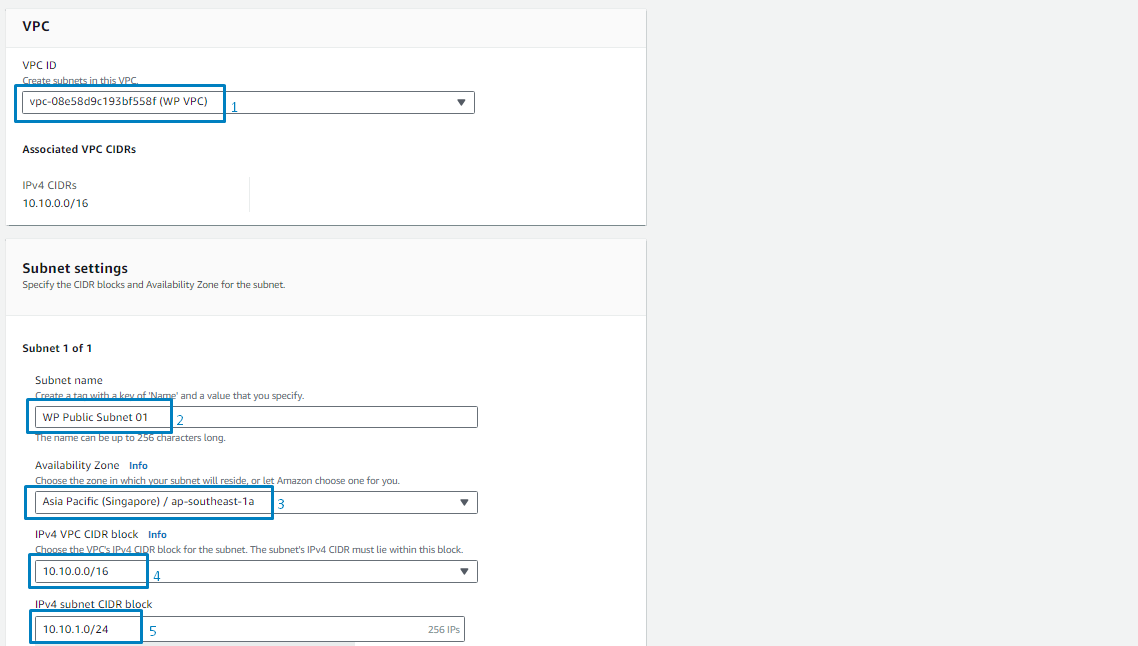 VPC
VPC ID
Create subnets in this VPC.
vpc-08e58d9c193bf558f (WP VPC)
1
Associated VPC CIDRs
IPv4 CIDRs
10.10.0.0/16
Subnet settings
Specify the CIDR blocks and Availability Zone for the subnet.
Subnet 1 of 1
Subnet name
Create a tag with a key of 'Name' and a value that you specify.
WP Public Subnet 01
2
The name can be up to 256 characters long.
Availability Zone Info
Choose the zone in which your subnet will reside, or let Amazon choose one for you.
Asia Pacific (Singapore) / ap-southeast-1a
3
IPv4 VPC CIDR block Info
Choose the VPC's IPv4 CIDR block for the subnet. The subnet's IPv4 CIDR must lie within this block.
10.10.0.0/16
4
IPv4 subnet CIDR block
10.10.1.0/24
5
256 IPs